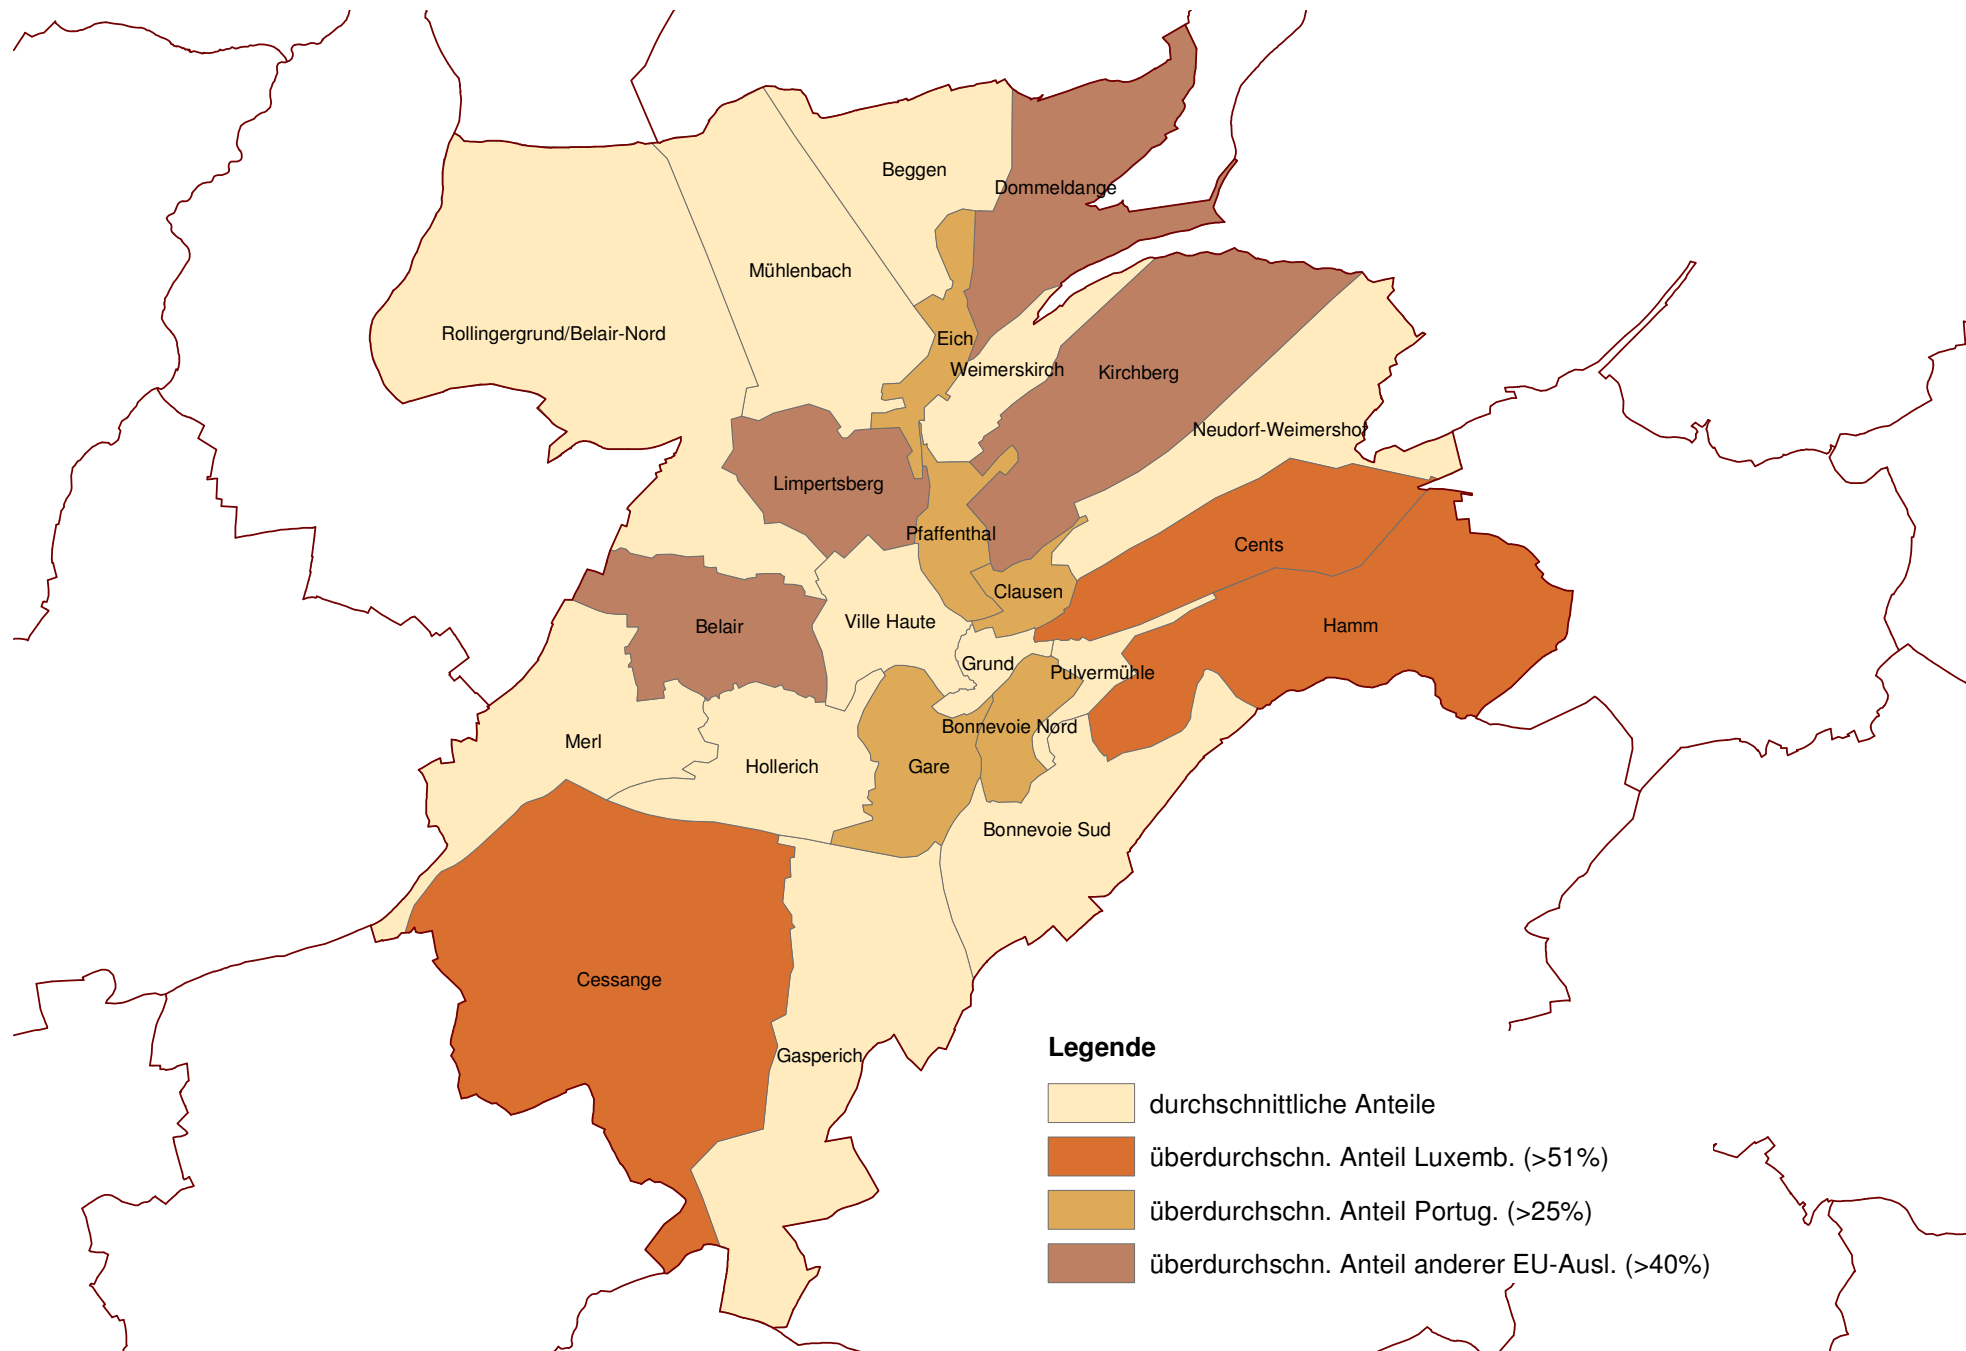 Beggen
Dommeldange
Mühlenbach
Rollingergrund/Belair-Nord
Eich
Weimerskirch
Kirchberg
Neudorf-Weimershof
Limpertsberg
Pfaffenthal
Cents
Clausen
Ville Haute
Belair
Hamm
Grund
Pulvermühle
Bonnevoie Nord
Merl
Hollerich
Gare
Bonnevoie Sud
Cessange
Gasperich
Legende
durchschnittliche Anteile
überdurchschn. Anteil Luxemb. (>51%)
überdurchschn. Anteil Portug. (>25%)
überdurchschn. Anteil anderer EU-Ausl. (>40%)